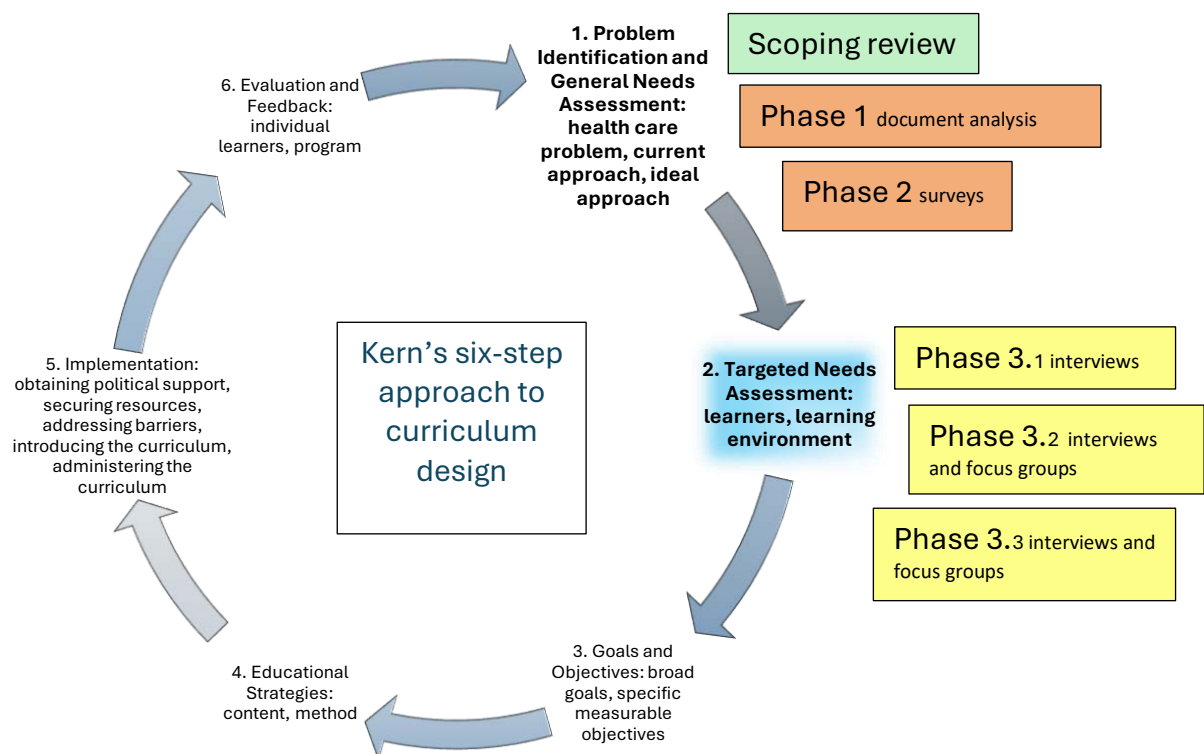 1. Problem
Identification and
General Needs
Assessment:
health care
problem, current
approach, ideal
approach
Scoping review
Phase 1 document analysis
Phase 2 surveys
2. Targeted Needs
Assessment:
learners, learning
environment
Phase 3.1 interviews
Phase 3.2 interviews
and focus groups
Phase 3.3 interviews and
focus groups
3. Goals and
Objectives: broad
goals, specific
measurable
objectives
4. Educational
Strategies:
content, method
5. Implementation:
obtaining political support,
securing resources,
addressing barriers,
introducing the curriculum,
administering the
curriculum
6. Evaluation and
Feedback:
individual
learners, program
Kern's six-step
approach to
curriculum
design